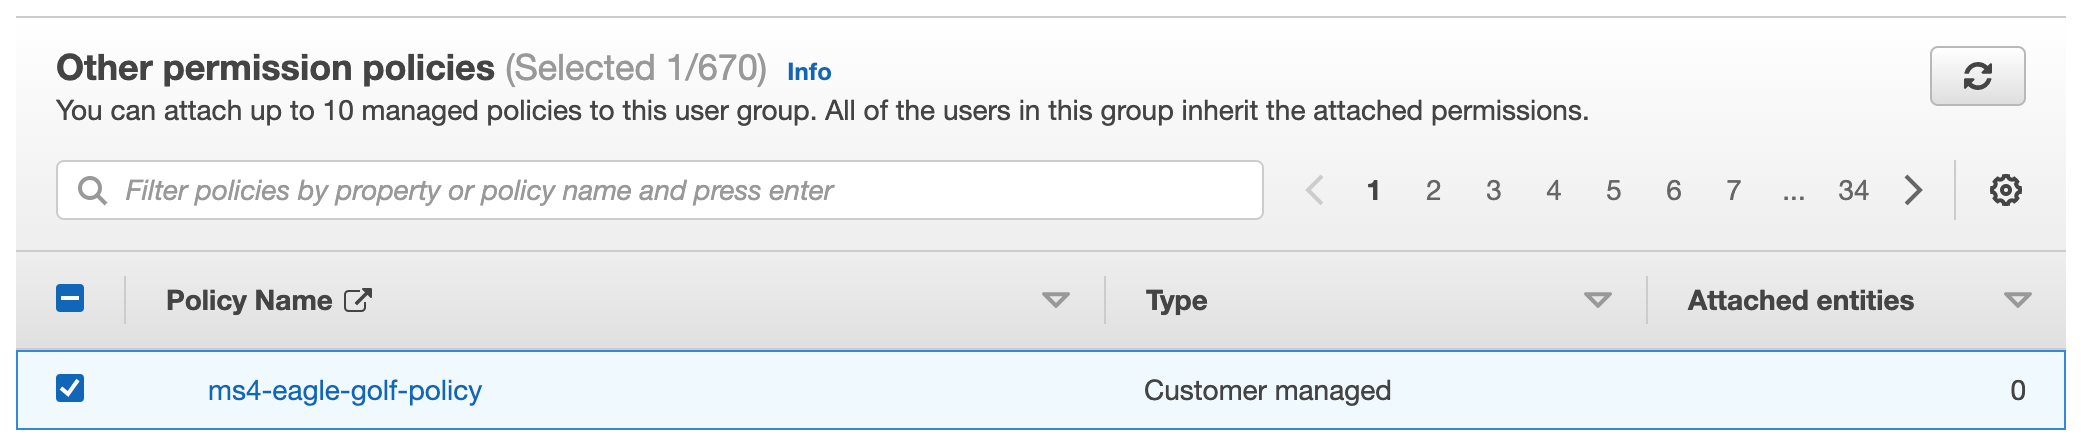 Other permission policies (Selected 1/670) Info
You can attach up to 10 managed policies to this user group. All of the users in this group inherit the attached permissions.
Filter policies by property or policy name and press enter
1 2 3 4 5 6 7 ... 34
Policy Name Type Attached entities
ms4-eagle-golf-policy Customer managed 0